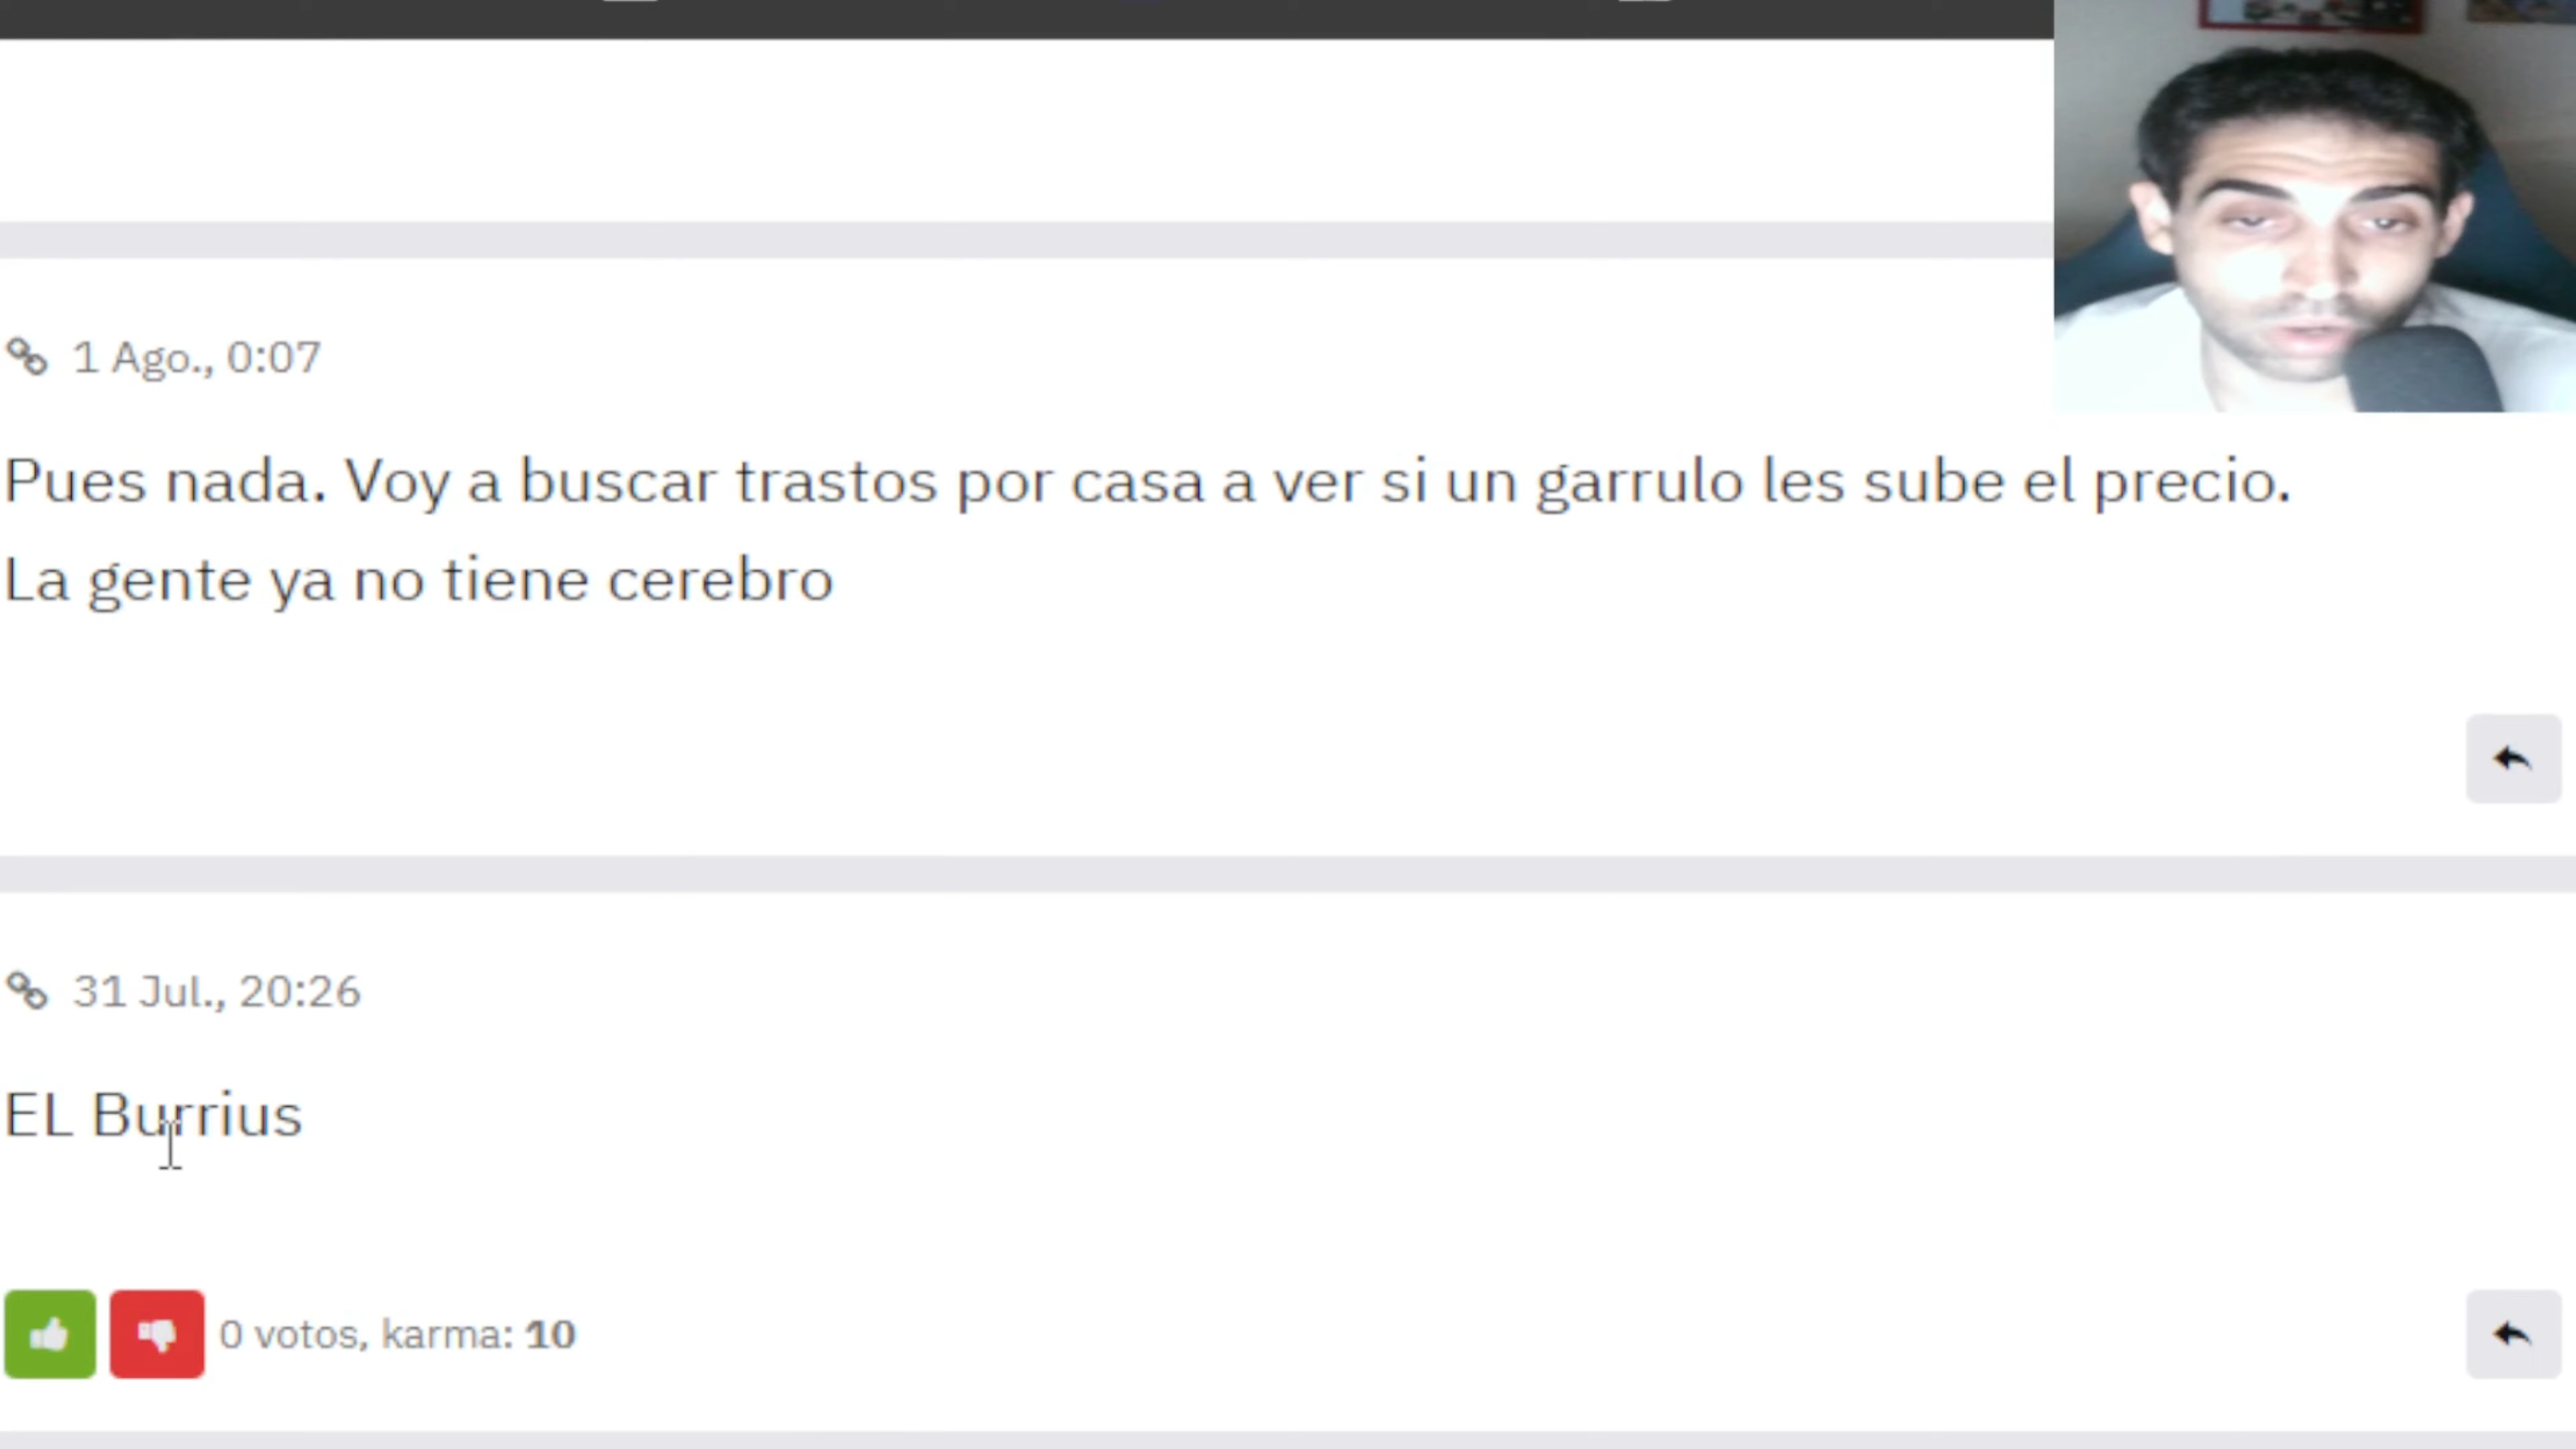 1 Ago., 0:07
Pues nada. Voy a buscar trastos por casa a ver si un garrulo les sube el precio.
La gente ya no tiene cerebro
31 Jul., 20:26
EL Burrius
0 votos, karma: 10